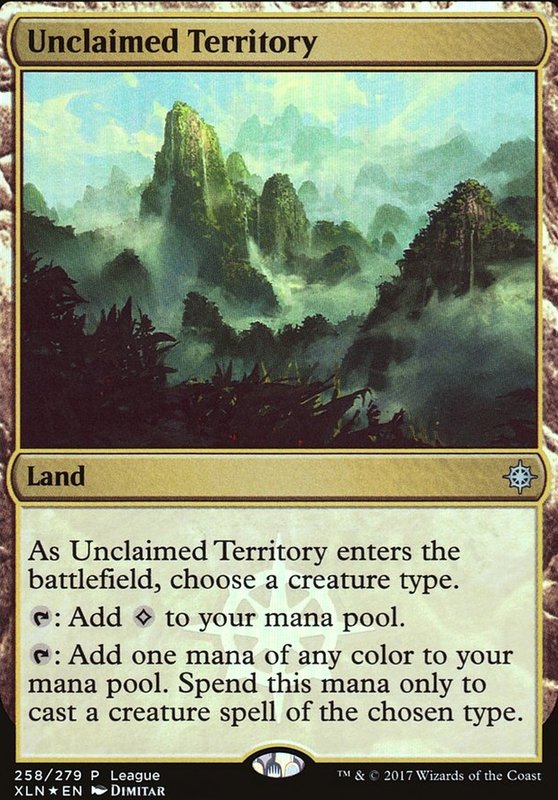 Unclaimed Territory
Land
As Unclaimed Territory enters the
battlefield, choose a creature type.
: Add to your mana pool.
: Add one mana of any color to your
mana pool. Spend this mana only to
cast a creature spell of the chosen type.
258/279 P League
XLN ★ EN Dimitar
™ & © 2017 Wizards of the Coast